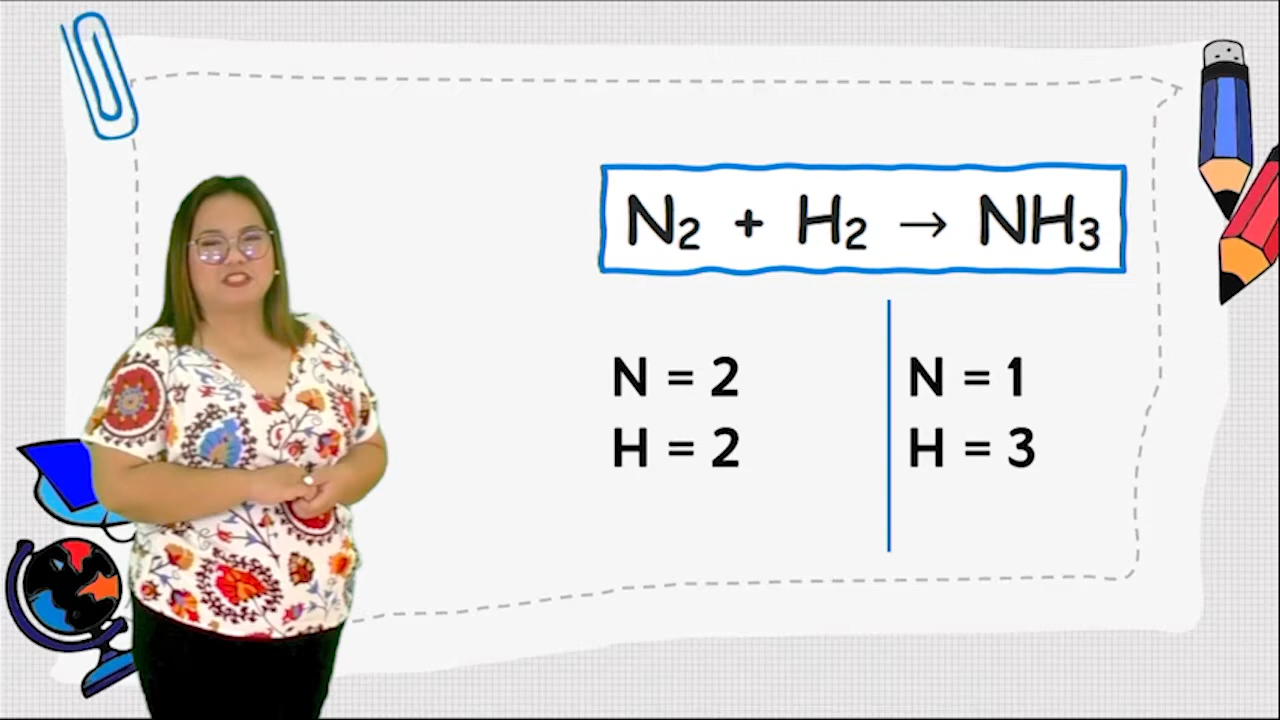 N₂ + H₂ → NH₃
N = 2
H = 2
N = 1
H = 3